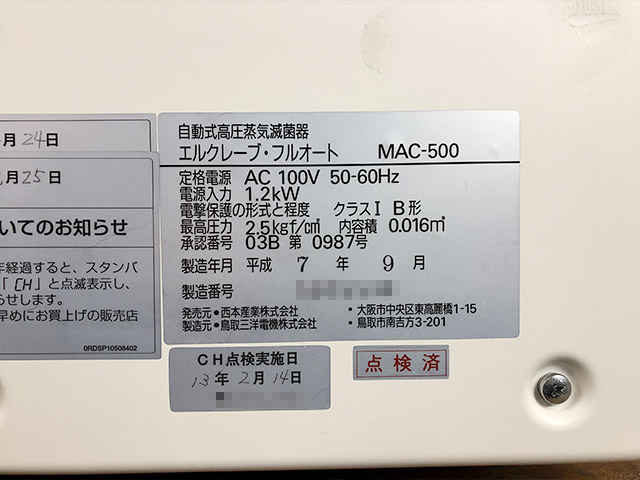 月24日
月25日
いてのお知らせ
年経過すると、スタンバ
「[H」と点滅表示し、
らせします。
早めにお買上げの販売店
0RDSP10508402
自動式高圧蒸気滅菌器
エルクレーブ・フルオート MAC-500
定格電源 AC 100V 50-60Hz
電源入力 1.2kW
電撃保護の形式と程度 クラスⅠ B形
最高圧力 2.5kgf/c㎡ 内容積 0.016㎥
承認番号 03B 第 0987号
製造年月 平成 7 年 9 月
製造番号
発売元・●西本産業株式会社 ●大阪市中央区東高麗橋1-15
製造元・●鳥取三洋電機株式会社 ●鳥取市南吉方3-201
CH点検実施日
13年2月14日
点検済